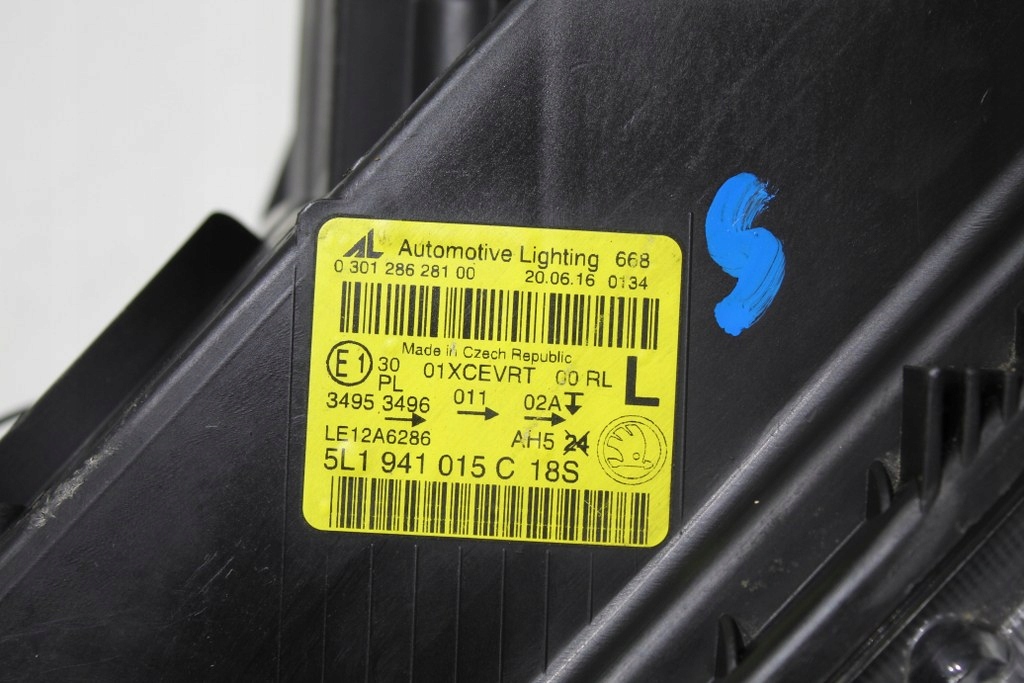 AL Automotive Lighting 668
0 301 286 281 00 20.06.16 0134
Made in Czech Republic
E1 30 01XCEVRT 00 RL L
PL
3495 3496 011 02A
LE12A6286 AH5 24
5L1 941 015 C 18S
S